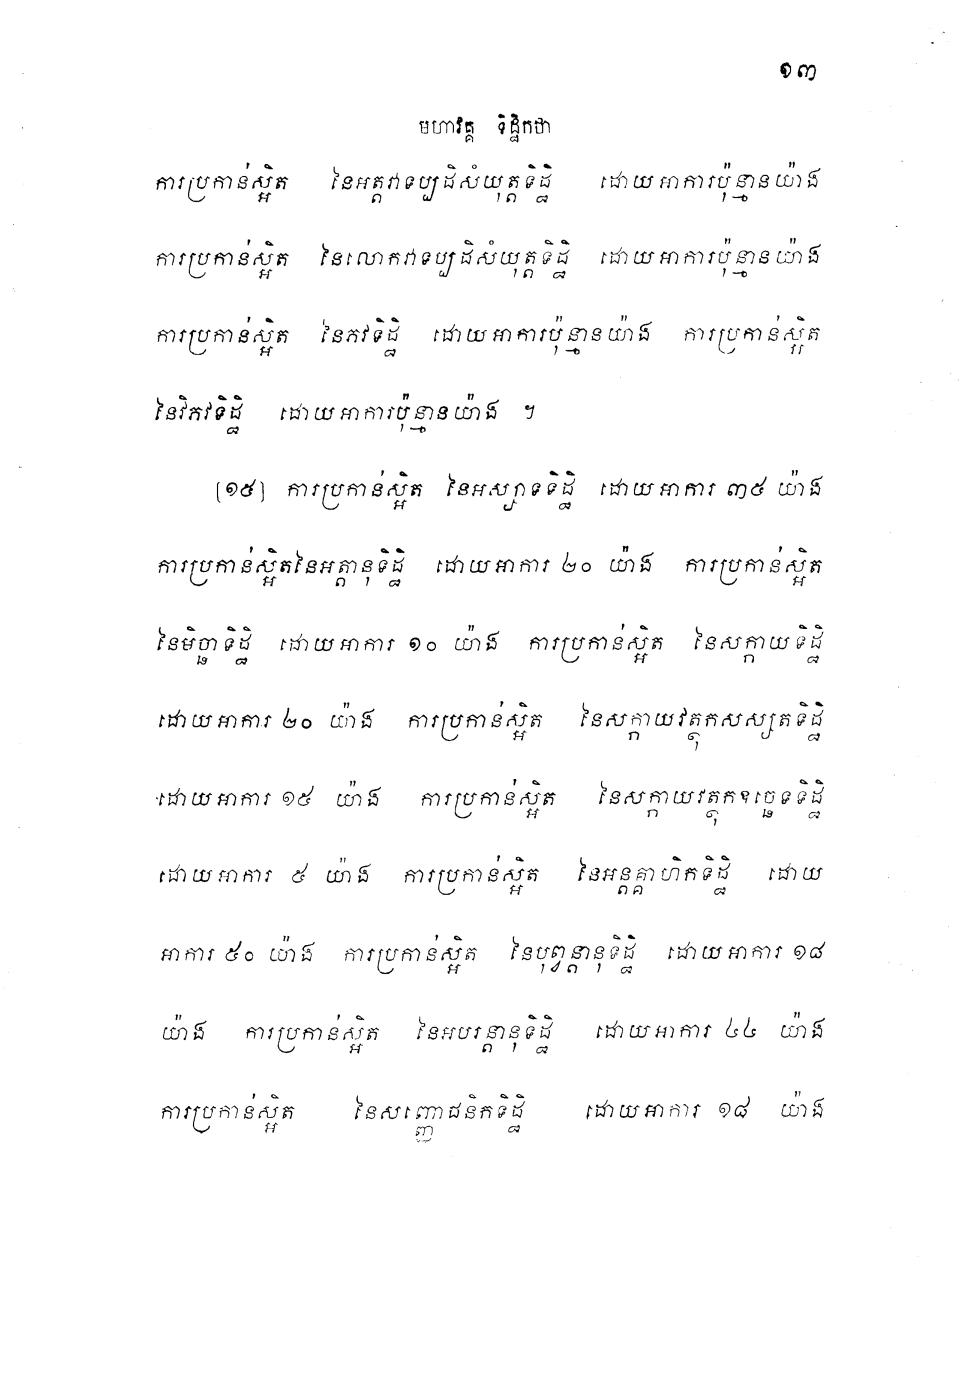 ១៣
មហាវគ្គ ទិដ្ឋិកថា
ការប្រកាន់ស្អិត នៃអត្តវាទប្បដិសំយុត្តទិដ្ឋិ ដោយអាការប៉ុន្មានយ៉ាង
ការប្រកាន់ស្អិត នៃលោកវាទប្បដិសំយុត្តទិដ្ឋិ ដោយអាការប៉ុន្មានយ៉ាង
ការប្រកាន់ស្អិត នៃភវទិដ្ឋិ ដោយអាការប៉ុន្មានយ៉ាង ការប្រកាន់ស្អិត
នៃវិភវទិដ្ឋិ ដោយអាការប៉ុន្មានយ៉ាង ។
[១៥] ការប្រកាន់ស្អិត នៃអស្សាទទិដ្ឋិ ដោយអាការ ៣៥ យ៉ាង
ការប្រកាន់ស្អិតនៃអត្តានុទិដ្ឋិ ដោយអាការ ២០ យ៉ាង ការប្រកាន់ស្អិត
នៃមិច្ឆាទិដ្ឋិ ដោយអាការ ១០ យ៉ាង ការប្រកាន់ស្អិត នៃសក្កាយទិដ្ឋិ
ដោយអាការ ២០ យ៉ាង ការប្រកាន់ស្អិត នៃសក្កាយវត្ថុកសស្សតទិដ្ឋិ
ដោយអាការ ១៥ យ៉ាង ការប្រកាន់ស្អិត នៃសក្កាយវត្ថុកឧច្ឆេទទិដ្ឋិ
ដោយអាការ ៥ យ៉ាង ការប្រកាន់ស្អិត នៃអន្តគ្គាហិកទិដ្ឋិ ដោយ
អាការ ៥០ យ៉ាង ការប្រកាន់ស្អិត នៃបុព្វន្តានុទិដ្ឋិ ដោយអាការ ១៨
យ៉ាង ការប្រកាន់ស្អិត នៃអបរន្តានុទិដ្ឋិ ដោយអាការ ៤៤ យ៉ាង
ការប្រកាន់ស្អិត នៃសញ្ញោជនិកទិដ្ឋិ ដោយអាការ ១៨ យ៉ាង